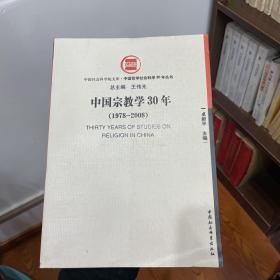 中国社会科学院文库·中国哲学社会科学30年丛书
总主编 王伟光
中国宗教学30年
(1978~2008)
THIRTY YEARS OF STUDIES ON
RELIGION IN CHINA
卓新平 主编
中国社会科学出版社